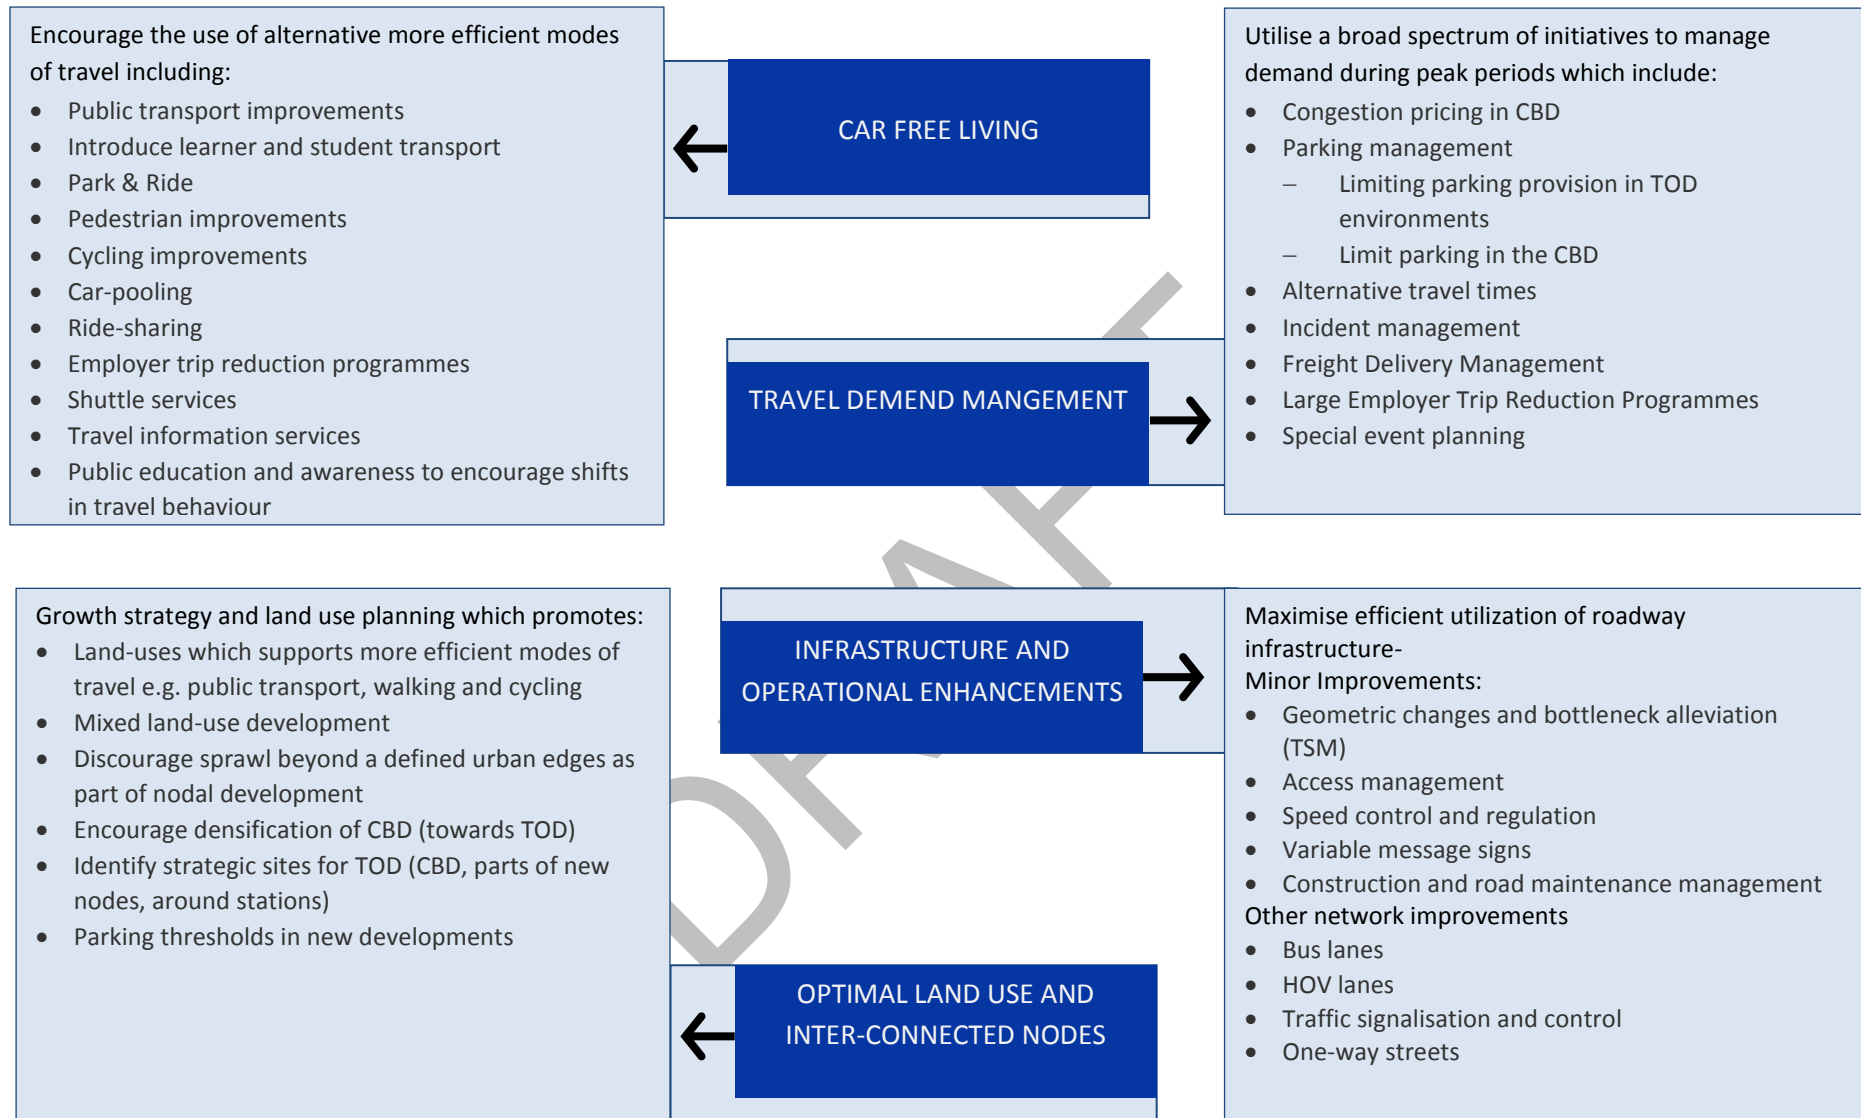 Encourage the use of alternative more efficient modes
of travel including:
• Public transport improvements
• Introduce learner and student transport
• Park & Ride
• Pedestrian improvements
• Cycling improvements
• Car-pooling
• Ride-sharing
• Employer trip reduction programmes
• Shuttle services
• Travel information services
• Public education and awareness to encourage shifts
in travel behaviour
CAR FREE LIVING
Utilise a broad spectrum of initiatives to manage
demand during peak periods which include:
• Congestion pricing in CBD
• Parking management
– Limiting parking provision in TOD
environments
– Limit parking in the CBD
• Alternative travel times
• Incident management
• Freight Delivery Management
• Large Employer Trip Reduction Programmes
• Special event planning
TRAVEL DEMEND MANGEMENT
Growth strategy and land use planning which promotes:
• Land-uses which supports more efficient modes of
travel e.g. public transport, walking and cycling
• Mixed land-use development
• Discourage sprawl beyond a defined urban edges as
part of nodal development
• Encourage densification of CBD (towards TOD)
• Identify strategic sites for TOD (CBD, parts of new
nodes, around stations)
• Parking thresholds in new developments
INFRASTRUCTURE AND
OPERATIONAL ENHANCEMENTS
Maximise efficient utilization of roadway
infrastructure-
Minor Improvements:
• Geometric changes and bottleneck alleviation
(TSM)
• Access management
• Speed control and regulation
• Variable message signs
• Construction and road maintenance management
Other network improvements
• Bus lanes
• HOV lanes
• Traffic signalisation and control
• One-way streets
OPTIMAL LAND USE AND
INTER-CONNECTED NODES
DRAFT